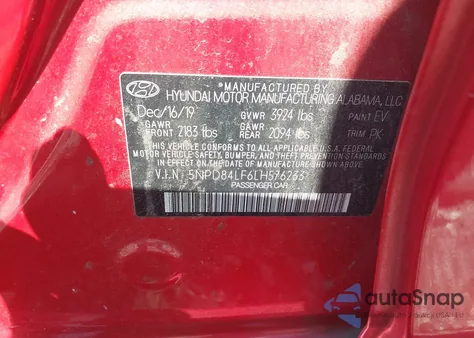 MANUFACTURED BY
HYUNDAI MOTOR MANUFACTURING ALABAMA, LLC
Dec/16/19 GVWR 3924 lbs PAINT EV
GAWR FRONT 2183 lbs GAWR REAR 2094 lbs TRIM PK
THIS VEHICLE CONFORMS TO ALL APPLICABLE U.S.A. FEDERAL
MOTOR VEHICLE SAFETY, BUMPER, AND THEFT PREVENTION STANDARDS
IN EFFECT ON THE DATE OF MANUFACTURE SHOWN ABOVE.
V.I.N: 5NPD84LF6LH576233
PASSENGER CAR
autoSnap